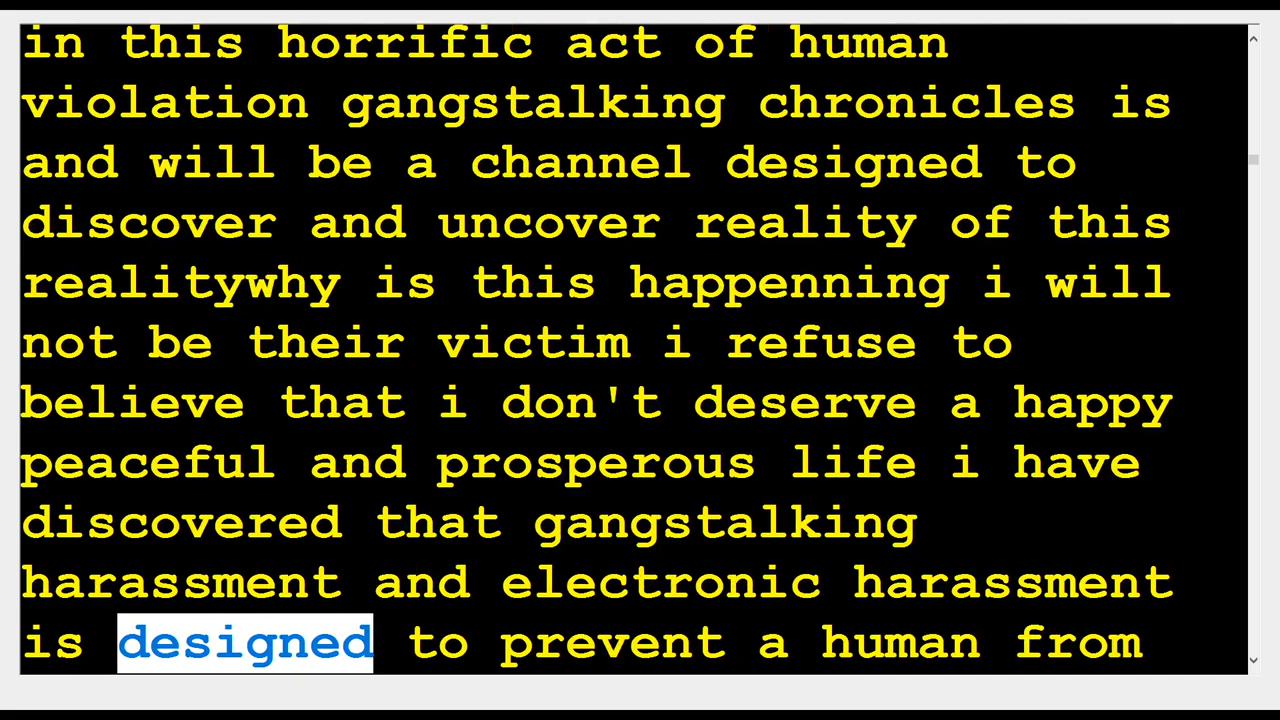 in this horrific act of human
violation gangstalking chronicles is
and will be a channel designed to
discover and uncover reality of this
realitywhy is this happenning i will
not be their victim i refuse to
believe that i don't deserve a happy
peaceful and prosperous life i have
discovered that gangstalking
harassment and electronic harassment
is designed to prevent a human from